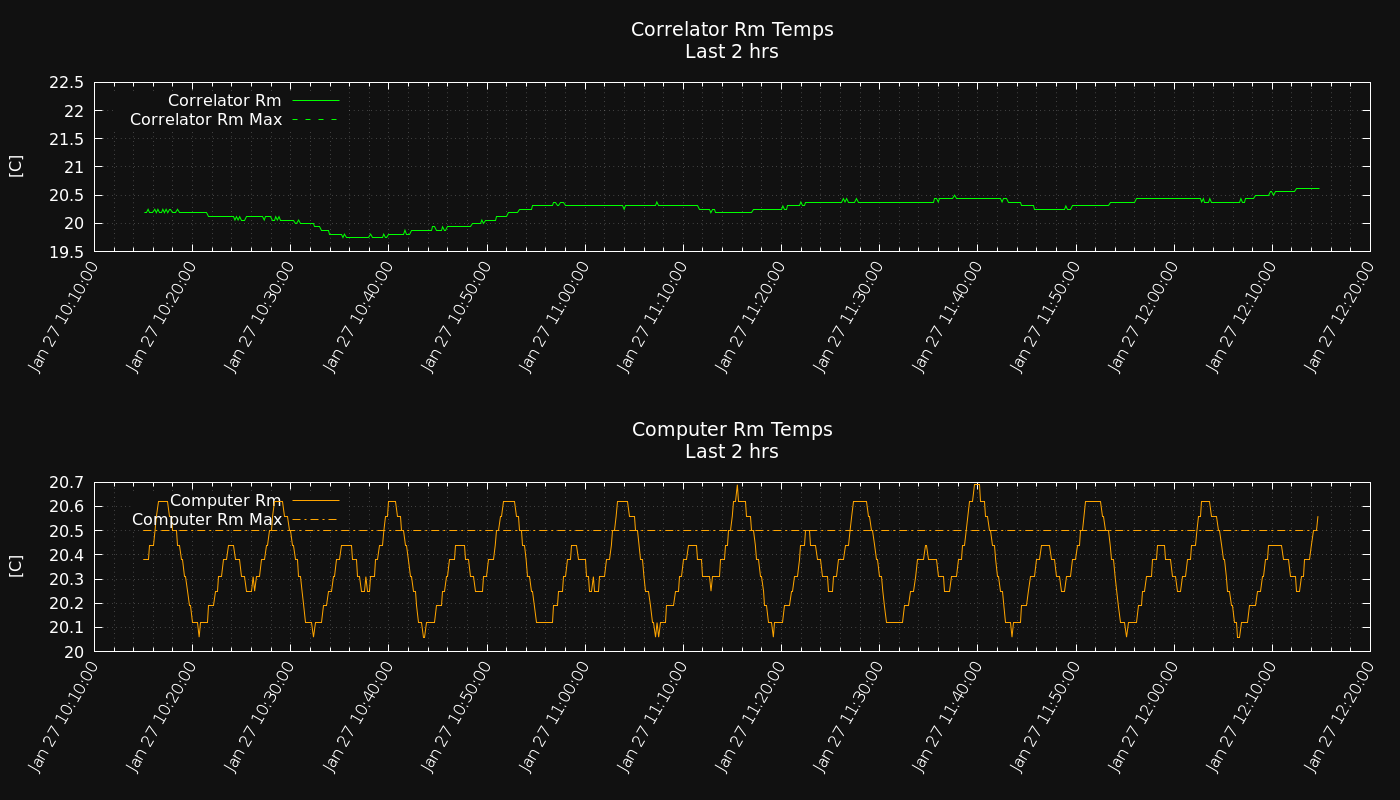 Correlator Rm Temps
Last 2 hrs
22.5
22
21.5
21
20.5
20
19.5
[C]
Correlator Rm
Correlator Rm Max
Jan 27 10:10:00
Jan 27 10:20:00
Jan 27 10:30:00
Jan 27 10:40:00
Jan 27 10:50:00
Jan 27 11:00:00
Jan 27 11:10:00
Jan 27 11:20:00
Jan 27 11:30:00
Jan 27 11:40:00
Jan 27 11:50:00
Jan 27 12:00:00
Jan 27 12:10:00
Jan 27 12:20:00
Computer Rm Temps
Last 2 hrs
20.7
20.6
20.5
20.4
20.3
20.2
20.1
20
[C]
Computer Rm
Computer Rm Max
Jan 27 10:10:00
Jan 27 10:20:00
Jan 27 10:30:00
Jan 27 10:40:00
Jan 27 10:50:00
Jan 27 11:00:00
Jan 27 11:10:00
Jan 27 11:20:00
Jan 27 11:30:00
Jan 27 11:40:00
Jan 27 11:50:00
Jan 27 12:00:00
Jan 27 12:10:00
Jan 27 12:20:00